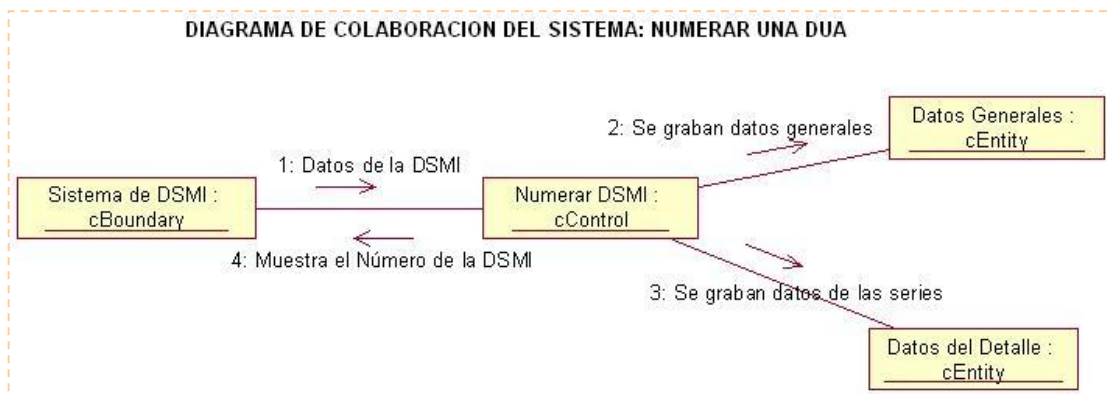 DIAGRAMA DE COLABORACION DEL SISTEMA: NUMERAR UNA DUA
Datos Generales :
cEntity
2: Se graban datos generales
1: Datos de la DSMI
Sistema de DSMI :
cBoundary
Numerar DSMI :
cControl
4: Muestra el Número de la DSMI
3: Se graban datos de las series
Datos del Detalle :
cEntity